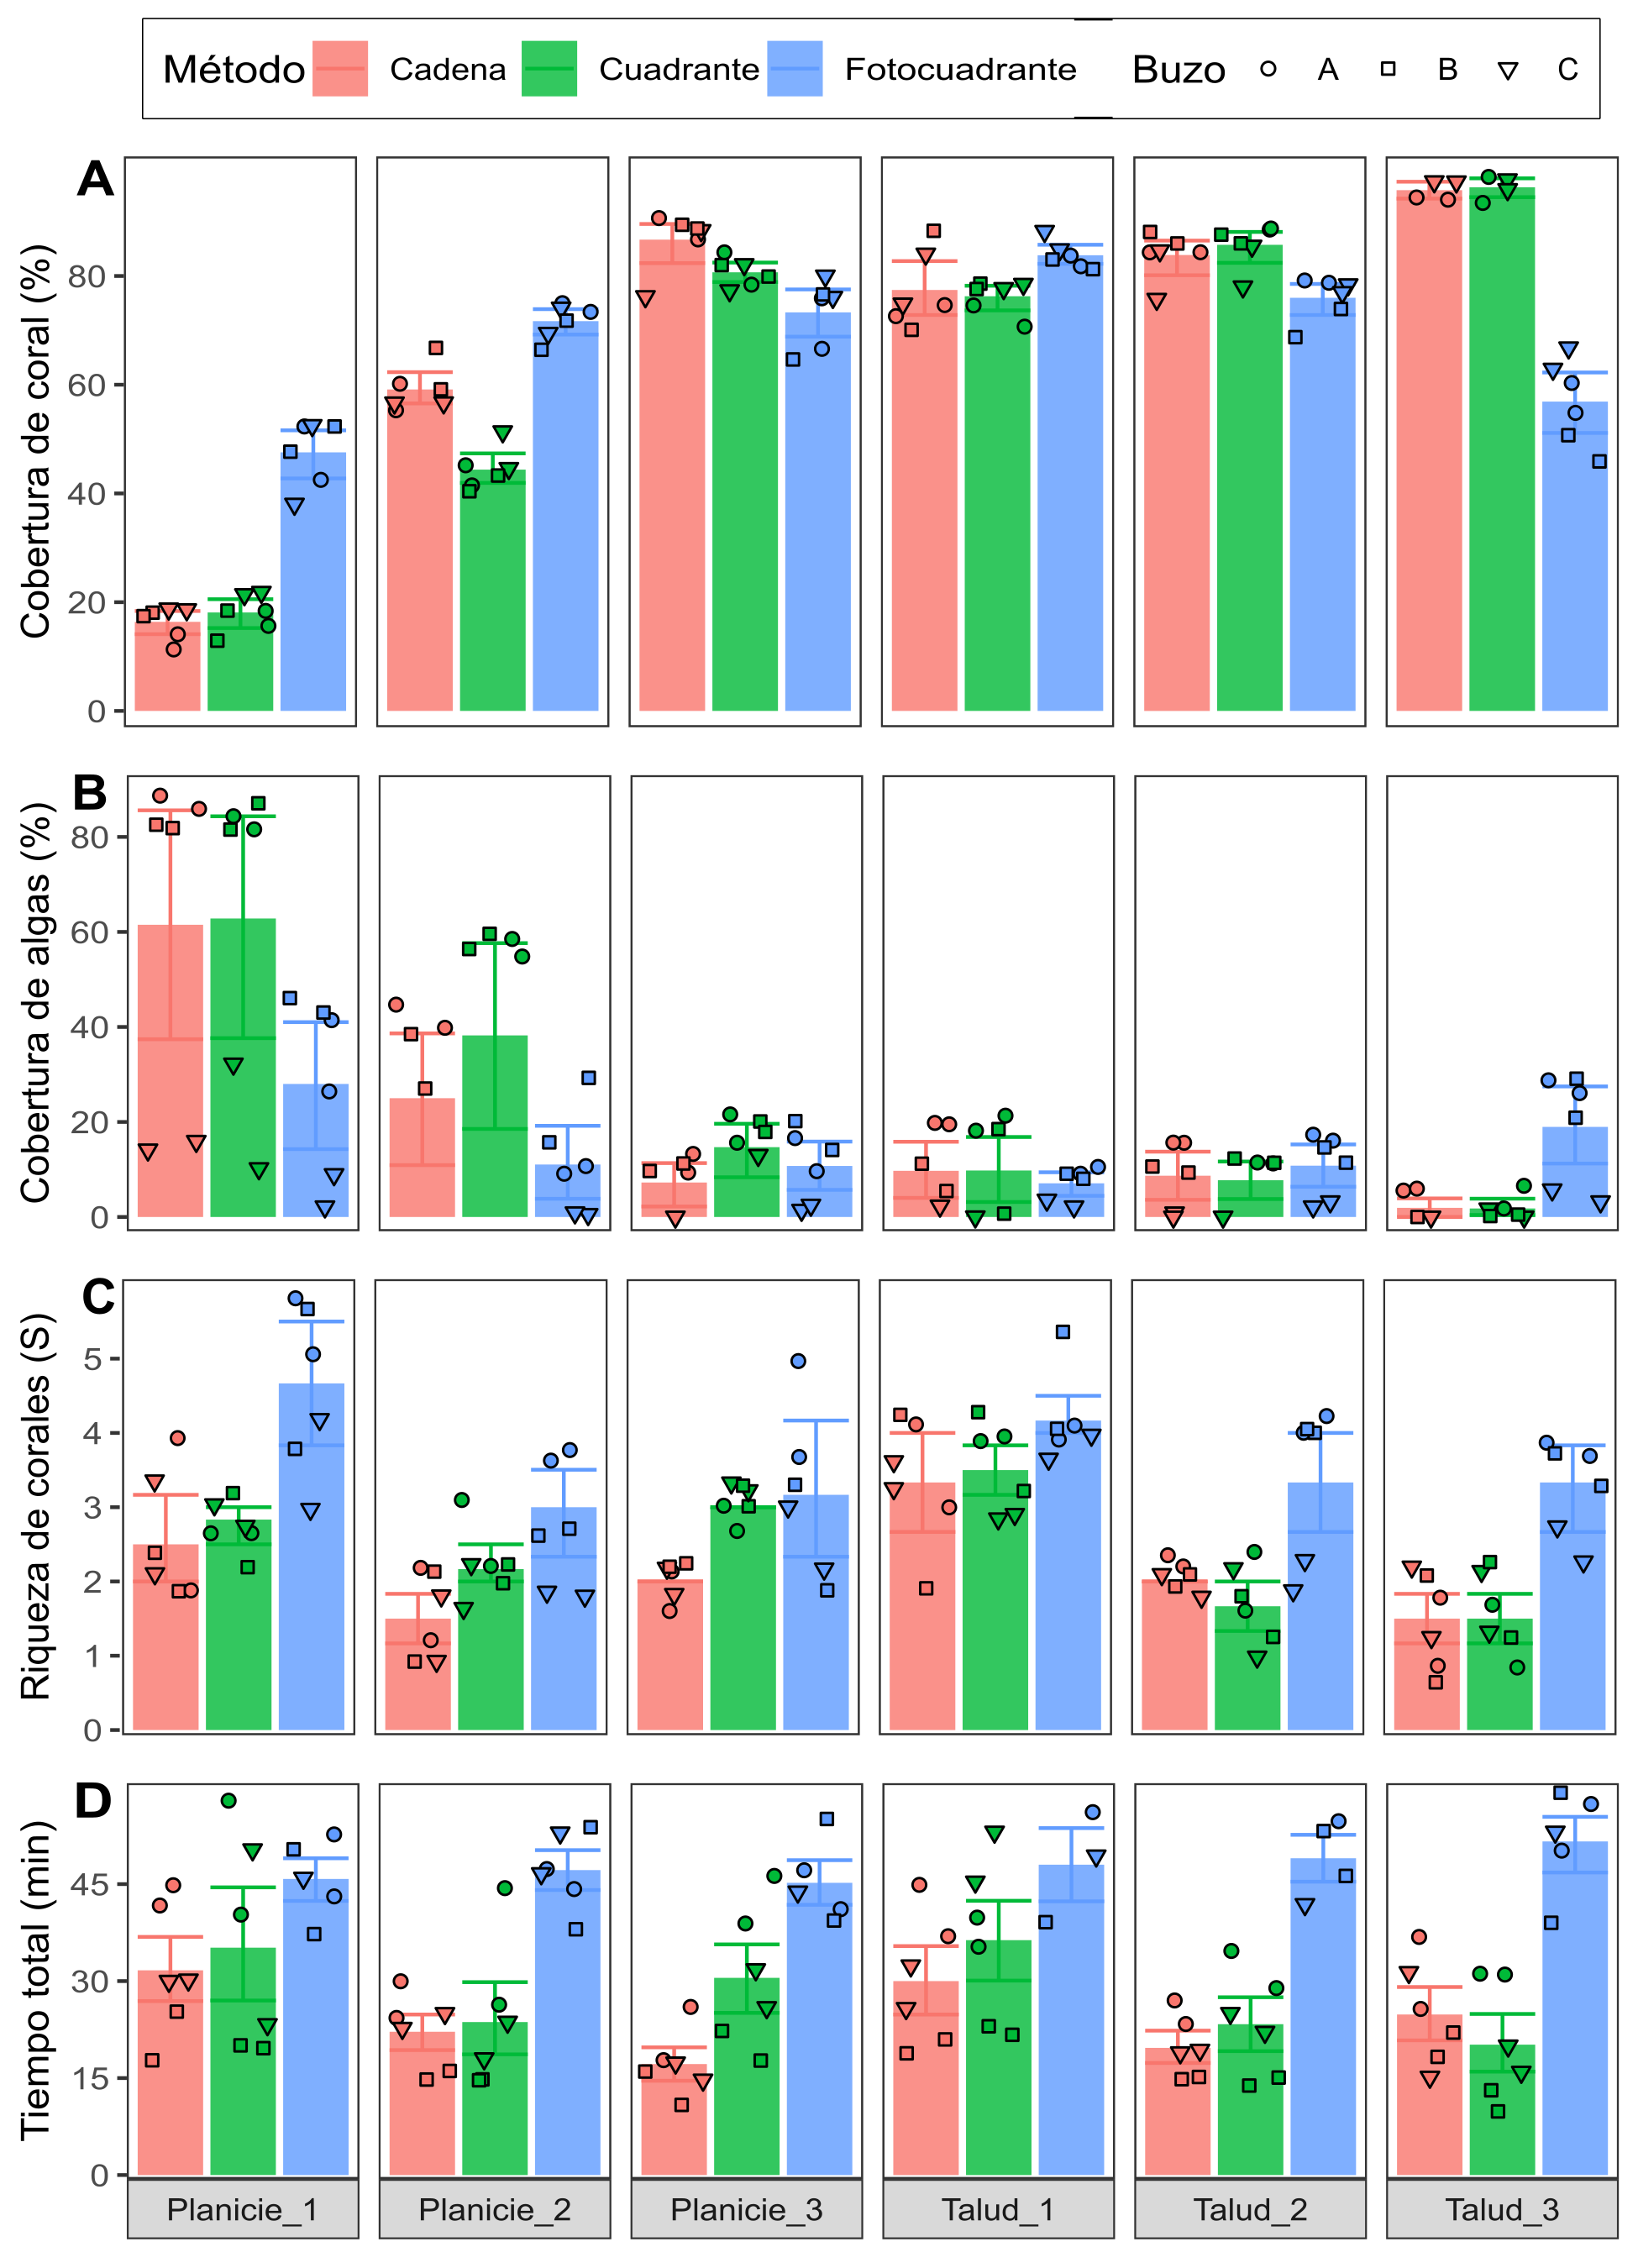 Método Cadena Cuadrante Fotocuadrante Buzo A B C
A
Cobertura de coral (%)
80
60
40
20
0
B
Cobertura de algas (%)
80
60
40
20
0
C
Riqueza de corales (S)
5
4
3
2
1
0
D
Tiempo total (min)
45
30
15
0
Planicie_1 Planicie_2 Planicie_3 Talud_1 Talud_2 Talud_3